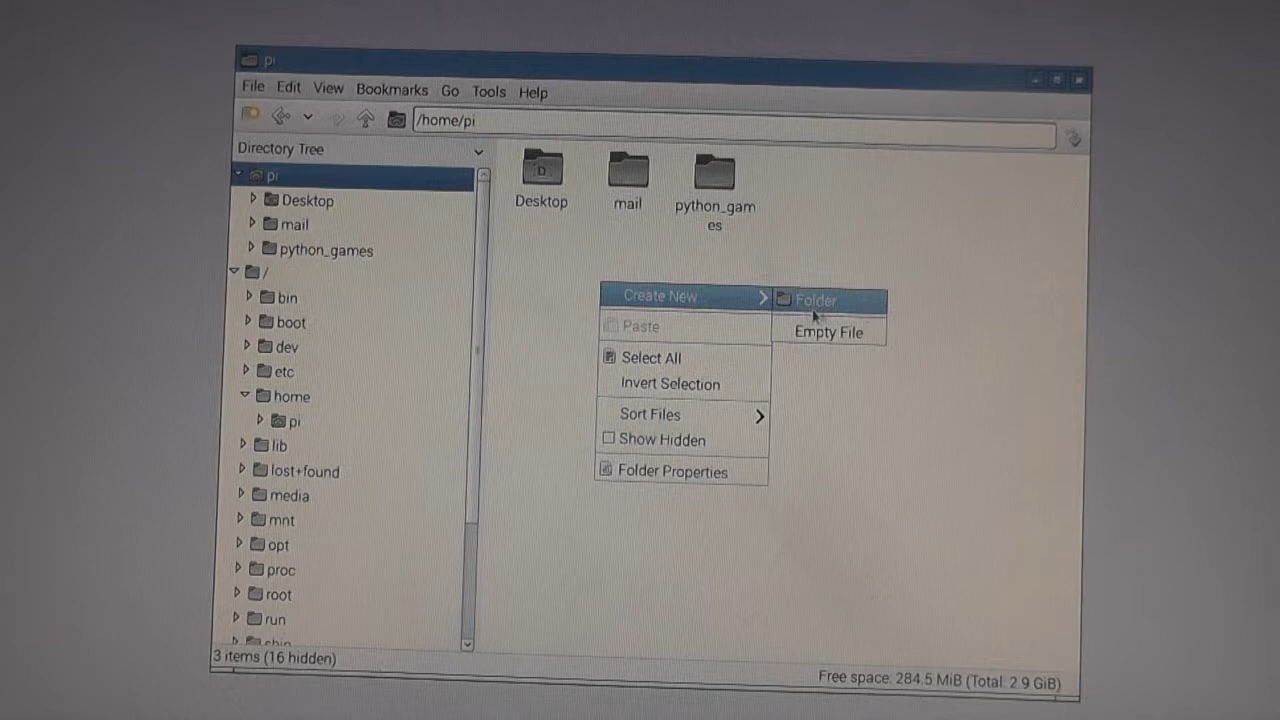 pi
File Edit View Bookmarks Go Tools Help
/home/pi
Directory Tree
pi
Desktop
mail
python_games
/
bin
boot
dev
etc
home
pi
lib
lost+found
media
mnt
opt
proc
root
run
sbin
Desktop
mail
python_gam
es
D
Create New
Paste
Select All
Invert Selection
Sort Files
Show Hidden
Folder Properties
Folder
Empty File
3 items (16 hidden)
Free space: 284.5 MiB (Total: 2.9 GiB)